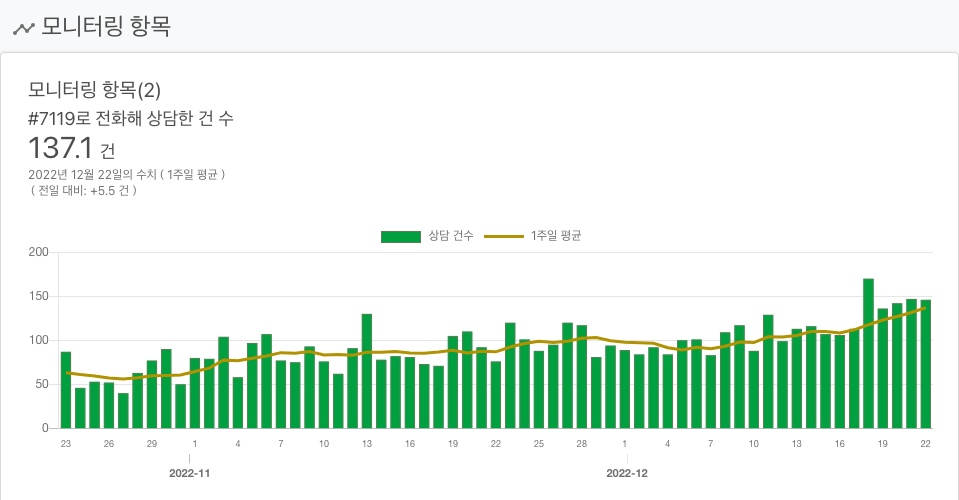 모니터링 항목
모니터링 항목(2)
#7119로 전화해 상담한 건 수
137.1 건
2022년 12월 22일의 수치 ( 1주일 평균 )
( 전일 대비: +5.5 건 )
상담 건수 1주일 평균
200
150
100
50
0
23 26 29 1 4 7 10 13 16 19 22 25 28 1 4 7 10 13 16 19 22
2022-11 2022-12